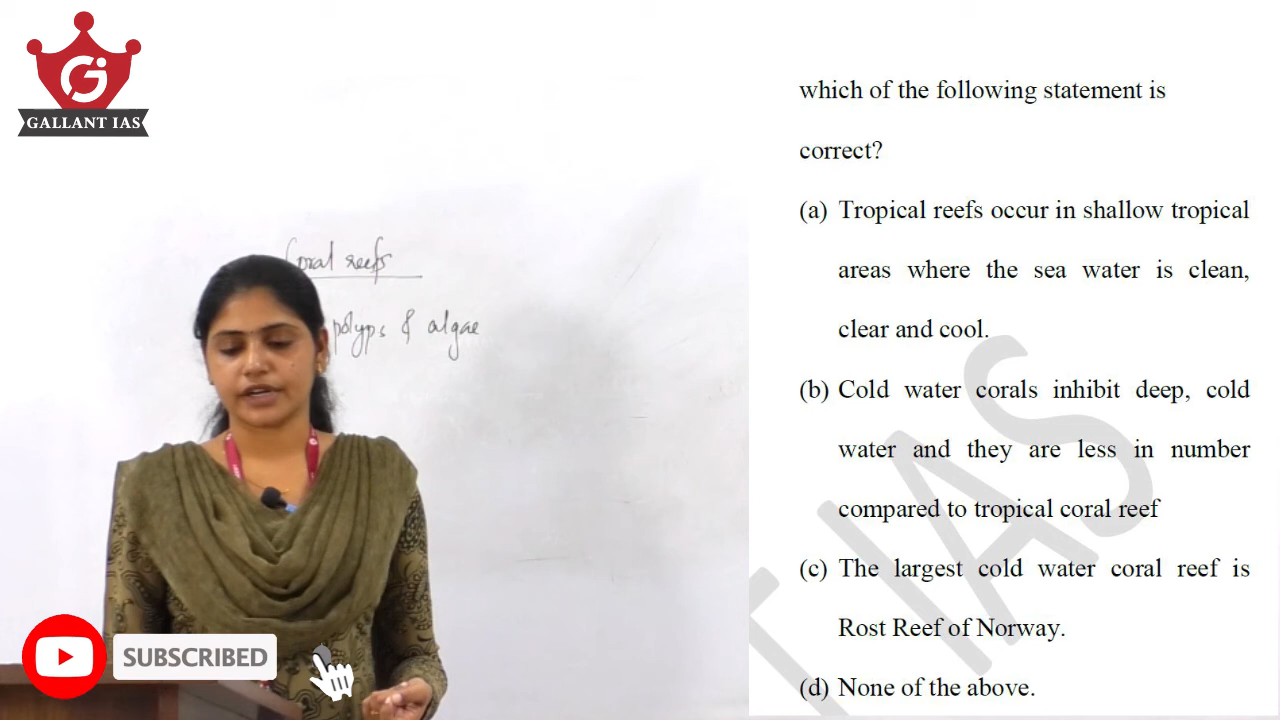 GALLANT IAS
Coral reefs
polyps & algae
SUBSCRIBED
which of the following statement is
correct?
(a) Tropical reefs occur in shallow tropical
areas where the sea water is clean,
clear and cool.
(b) Cold water corals inhibit deep, cold
water and they are less in number
compared to tropical coral reef
(c) The largest cold water coral reef is
Rost Reef of Norway.
(d) None of the above.
T IAS